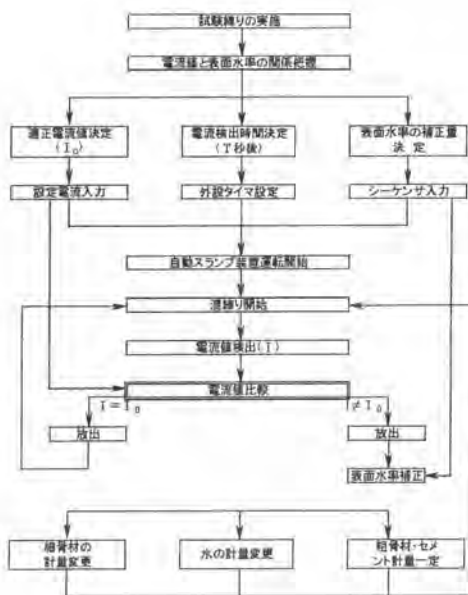 試験練りの実施
電流値と表面水率の関係把握
適正電流値決定
(I₀)
電流検出時間決定
(T秒後)
表面水率の補正量
決 定
設定電流入力
外設タイマ設定
シーケンサ入力
自動スランプ装置運転開始
混練り開始
電流値検出(I)
電流値比較
I=I₀
≠I₀
放出
放出
表面水率補正
細骨材の
計量変更
水の計量変更
粗骨材・セメ
ント計量一定